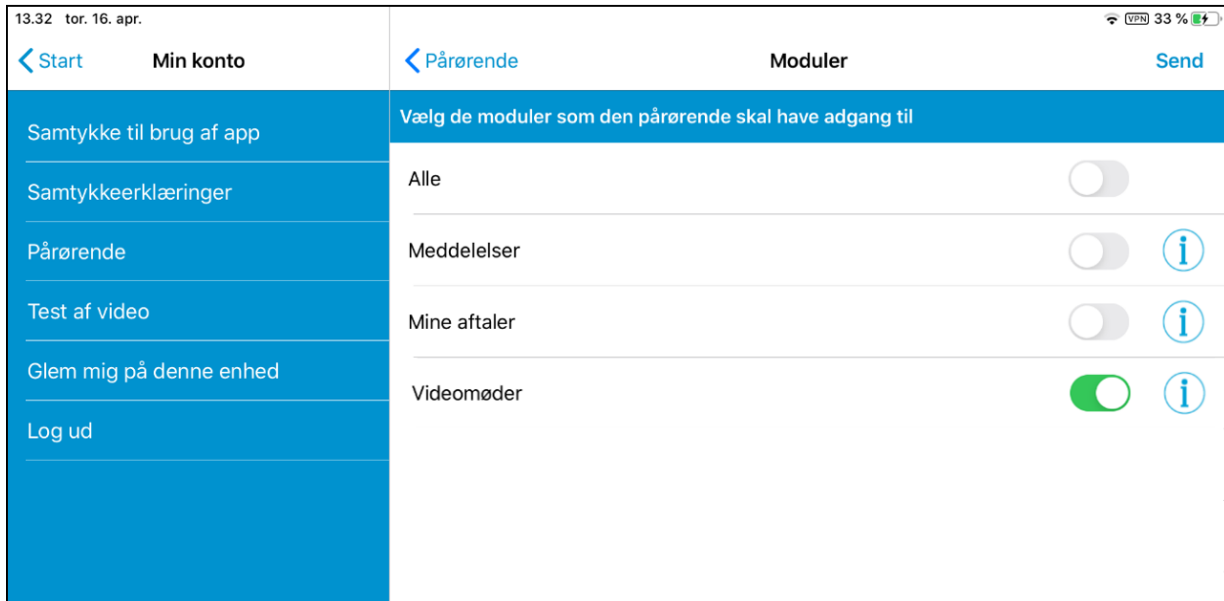 13.32 tor. 16. apr.
VPN 33 %
Start
Min konto
Samtykke til brug af app
Samtykkeerklæringer
Pårørende
Test af video
Glem mig på denne enhed
Log ud
Pårørende
Moduler
Send
Vælg de moduler som den pårørende skal have adgang til
Alle
Meddelelser
Mine aftaler
Videomøder